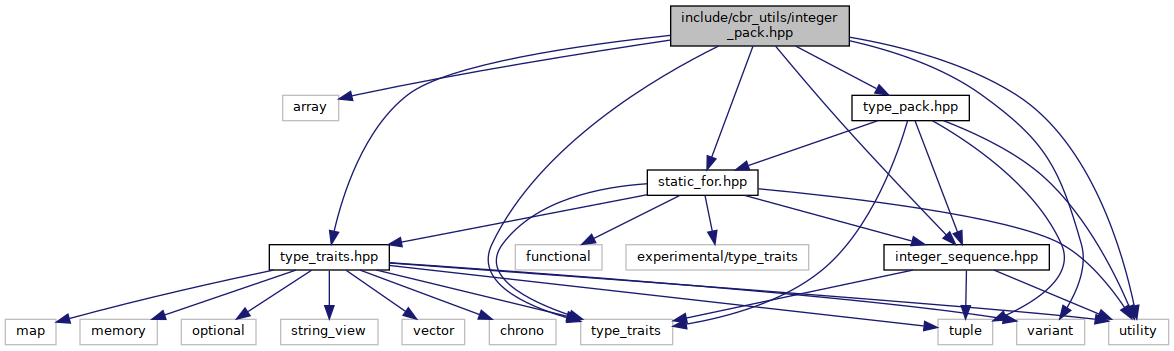 include/cbr_utils/integer
_pack.hpp
array
type_pack.hpp
static_for.hpp
type_traits.hpp
functional
experimental/type_traits
integer_sequence.hpp
map
memory
optional
string_view
vector
chrono
type_traits
tuple
variant
utility